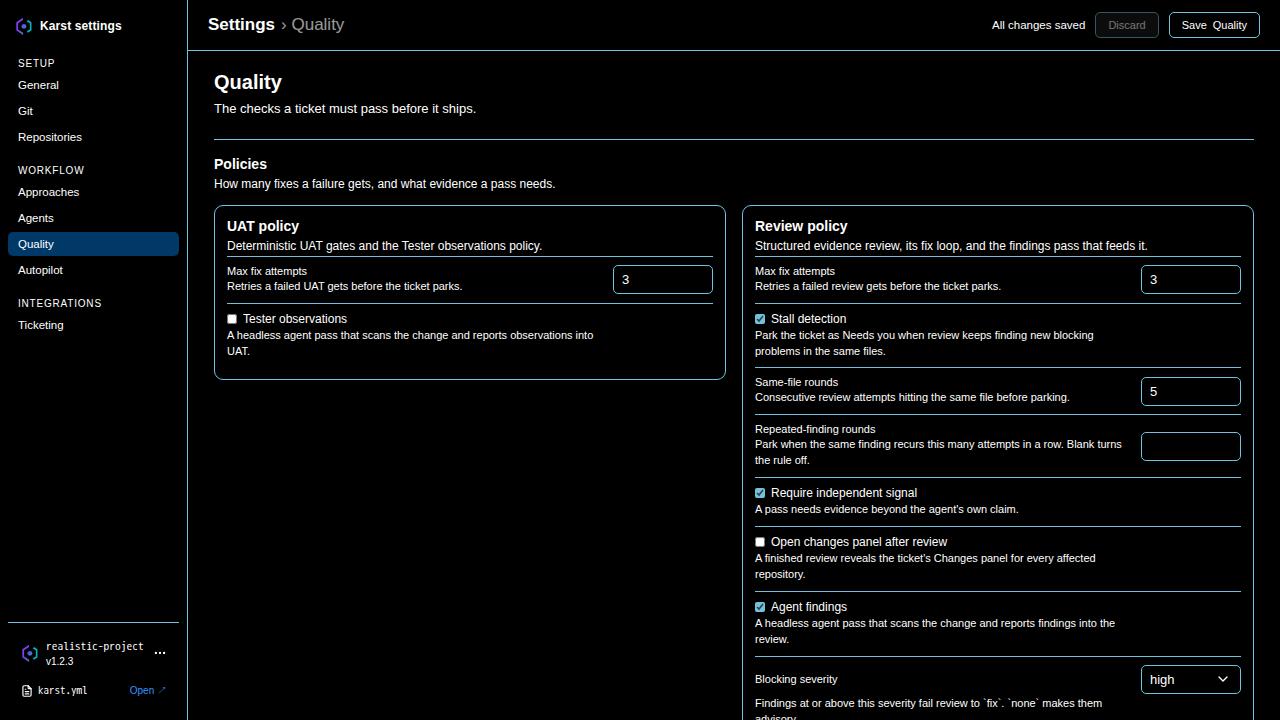 Karst settings
Settings › Quality
All changes saved
Discard
Save Quality
SETUP
General
Git
Repositories
WORKFLOW
Approaches
Agents
Quality
Autopilot
INTEGRATIONS
Ticketing
realistic-project
v1.2.3
karst.yml
Open ↗
Quality
The checks a ticket must pass before it ships.
Policies
How many fixes a failure gets, and what evidence a pass needs.
UAT policy
Deterministic UAT gates and the Tester observations policy.
Max fix attempts
Retries a failed UAT gets before the ticket parks.
3
Tester observations
A headless agent pass that scans the change and reports observations into
UAT.
Review policy
Structured evidence review, its fix loop, and the findings pass that feeds it.
Max fix attempts
Retries a failed review gets before the ticket parks.
3
Stall detection
Park the ticket as Needs you when review keeps finding new blocking
problems in the same files.
Same-file rounds
Consecutive review attempts hitting the same file before parking.
5
Repeated-finding rounds
Park when the same finding recurs this many attempts in a row. Blank turns
the rule off.
Require independent signal
A pass needs evidence beyond the agent's own claim.
Open changes panel after review
A finished review reveals the ticket's Changes panel for every affected
repository.
Agent findings
A headless agent pass that scans the change and reports findings into the
review.
Blocking severity
high
Findings at or above this severity fail review to `fix`. `none` makes them
advisory.